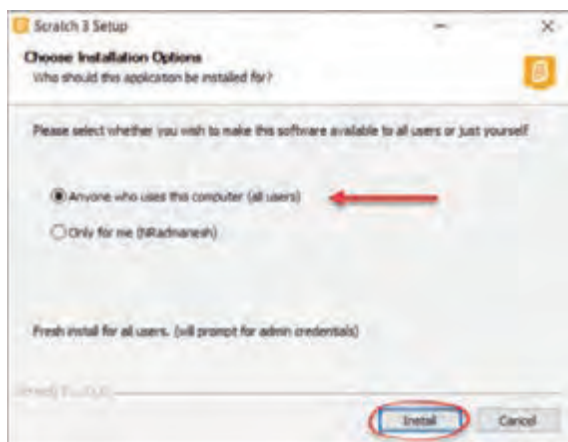 Scratch 3 Setup
Choose Installation Options
Who should this application be installed for?
Please select whether you wish to make this software available to all users or just yourself
Anyone who uses this computer (all users)
Only for me (NRadmanesh)
Fresh install for all users. (will prompt for admin credentials)
Install
Cancel